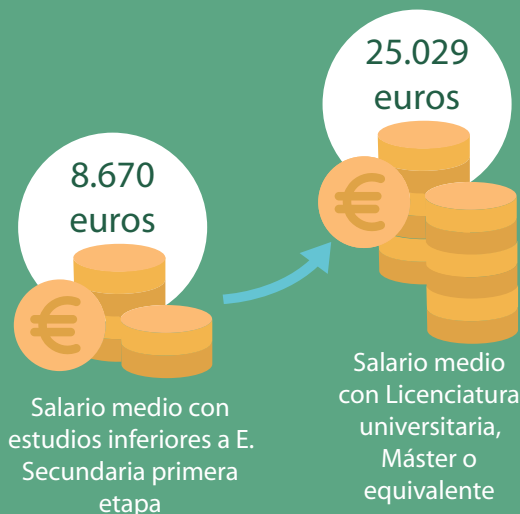 8.670
euros
Salario medio con
estudios inferiores a E.
Secundaria primera
etapa
25.029
euros
Salario medio
con Licenciatura
universitaria,
Máster o
equivalente